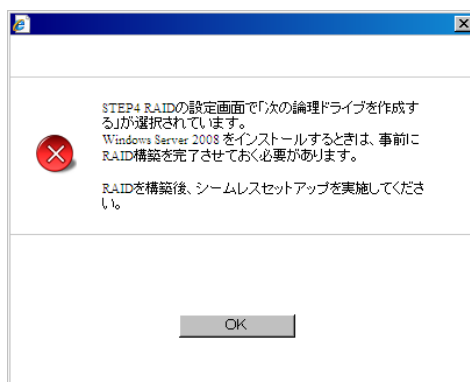 STEP4 RAIDの設定画面で「次の論理ドライブを作成す
る」が選択されています。
Windows Server 2008 をインストールするときは、事前に
RAID構築を完了させておく必要があります。
RAIDを構築後、シームレスセットアップを実施してくださ
い。
OK